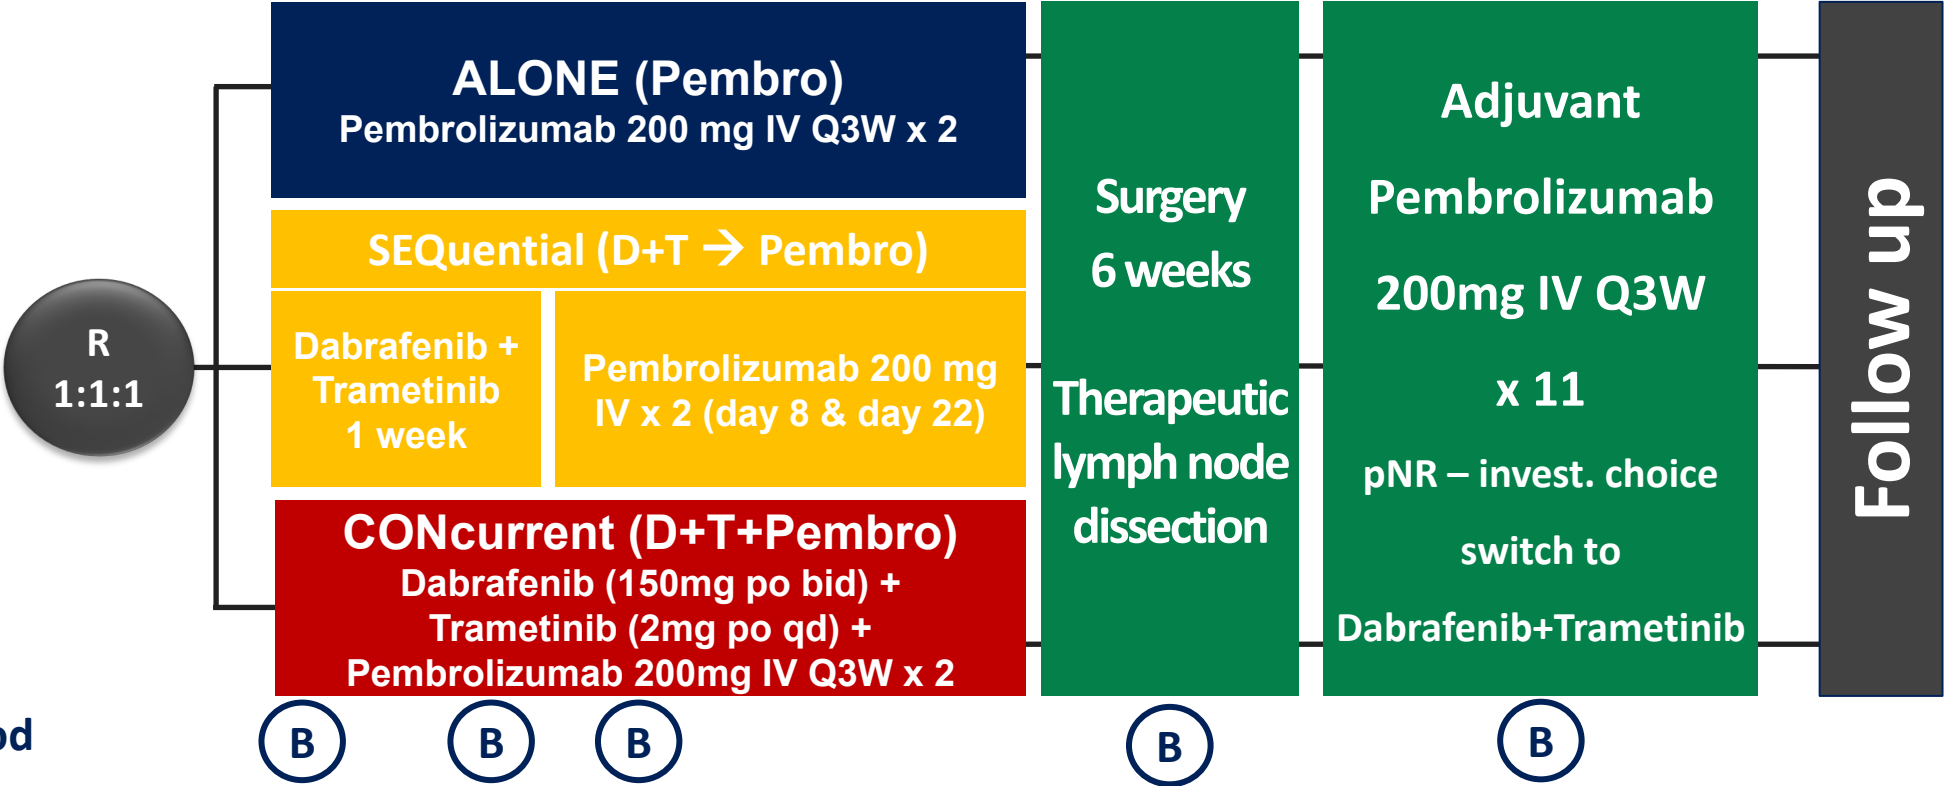 R
1:1:1
ALONE (Pembro)
Pembrolizumab 200 mg IV Q3W x 2
SEQuential (D+T → Pembro)
Dabrafenib +
Trametinib
1 week
Pembrolizumab 200 mg
IV x 2 (day 8 & day 22)
CONcurrent (D+T+Pembro)
Dabrafenib (150mg po bid) +
Trametinib (2mg po qd) +
Pembrolizumab 200mg IV Q3W x 2
Surgery
6 weeks
Therapeutic
lymph node
dissection
Adjuvant
Pembrolizumab
200mg IV Q3W
x 11
pNR – invest. choice
switch to
Dabrafenib+Trametinib
Follow up
B
B
B
B
B